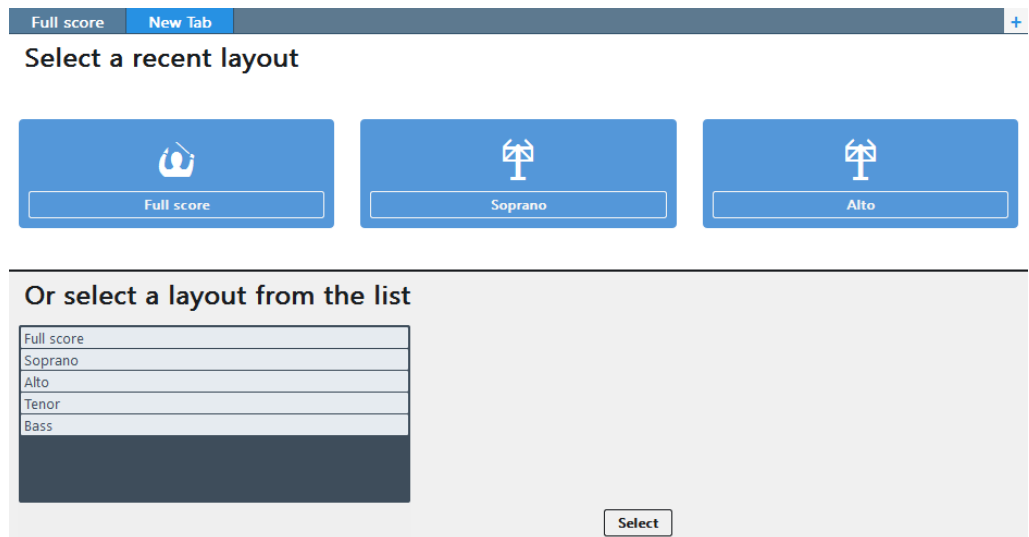 Full score New Tab +
Select a recent layout
Full score Soprano Alto
Or select a layout from the list
Full score
Soprano
Alto
Tenor
Bass
Select